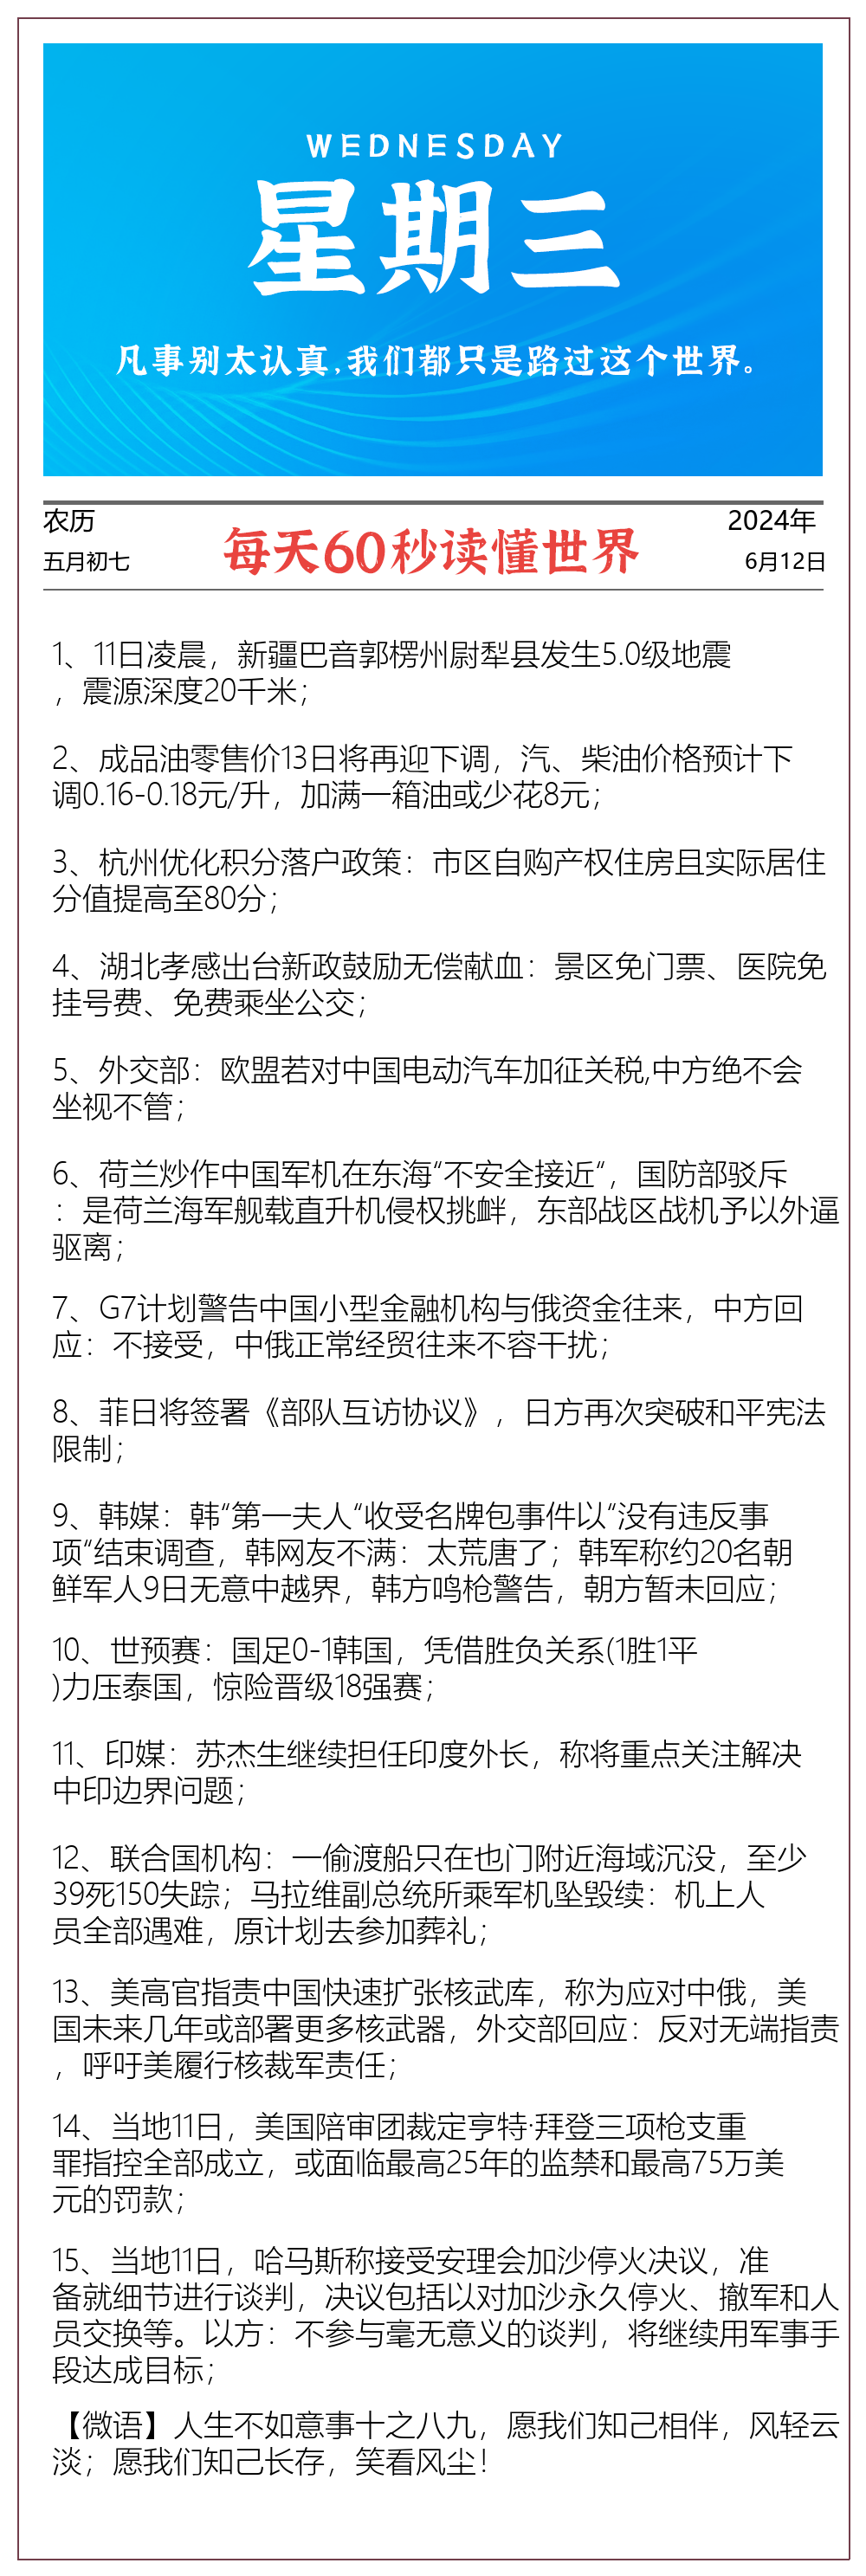 WEDNESDAY
星期三
凡事别太认真,我们都只是路过这个世界。
农历
2024年
每天60秒读懂世界
五月初七
6月12日
1、11日凌晨，新疆巴音郭楞州尉犁县发生5.0级地震
，震源深度20千米；
2、成品油零售价13日将再迎下调，汽、柴油价格预计下
调0.16-0.18元/升，加满一箱油或少花8元；
3、杭州优化积分落户政策：市区自购产权住房且实际居住
分值提高至80分；
4、湖北孝感出台新政鼓励无偿献血：景区免门票、医院免
挂号费、免费乘坐公交；
5、外交部：欧盟若对中国电动汽车加征关税,中方绝不会
坐视不管；
6、荷兰炒作中国军机在东海“不安全接近“，国防部驳斥
：是荷兰海军舰载直升机侵权挑衅，东部战区战机予以外逼
驱离；
7、G7计划警告中国小型金融机构与俄资金往来，中方回
应：不接受，中俄正常经贸往来不容干扰；
8、菲日将签署《部队互访协议》，日方再次突破和平宪法
限制；
9、韩媒：韩“第一夫人“收受名牌包事件以“没有违反事
项“结束调查，韩网友不满：太荒唐了；韩军称约20名朝
鲜军人9日无意中越界，韩方鸣枪警告，朝方暂未回应；
10、世预赛：国足0-1韩国，凭借胜负关系(1胜1平
)力压泰国，惊险晋级18强赛；
11、印媒：苏杰生继续担任印度外长，称将重点关注解决
中印边界问题；
12、联合国机构：一偷渡船只在也门附近海域沉没，至少
39死150失踪；马拉维副总统所乘军机坠毁续：机上人
员全部遇难，原计划去参加葬礼；
13、美高官指责中国快速扩张核武库，称为应对中俄，美
国未来几年或部署更多核武器，外交部回应：反对无端指责
，呼吁美履行核裁军责任；
14、当地11日，美国陪审团裁定亨特·拜登三项枪支重
罪指控全部成立，或面临最高25年的监禁和最高75万美
元的罚款；
15、当地11日，哈马斯称接受安理会加沙停火决议，准
备就细节进行谈判，决议包括以对加沙永久停火、撤军和人
员交换等。以方：不参与毫无意义的谈判，将继续用军事手
段达成目标；
【微语】人生不如意事十之八九，愿我们知己相伴，风轻云
淡；愿我们知己长存，笑看风尘！